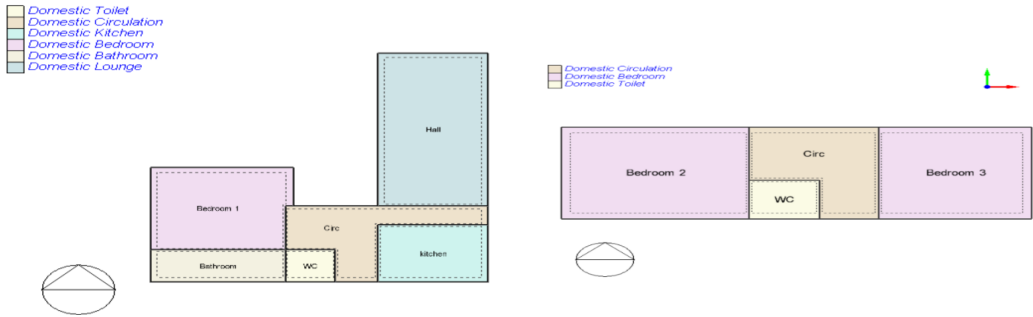 Domestic Toilet
Domestic Circulation
Domestic Kitchen
Domestic Bedroom
Domestic Bathroom
Domestic Lounge
Hall
Bedroom 1
Circ
kitchen
Bathroom
WC
Domestic Circulation
Domestic Bedroom
Domestic Toilet
Circ
Bedroom 2
Bedroom 3
WC